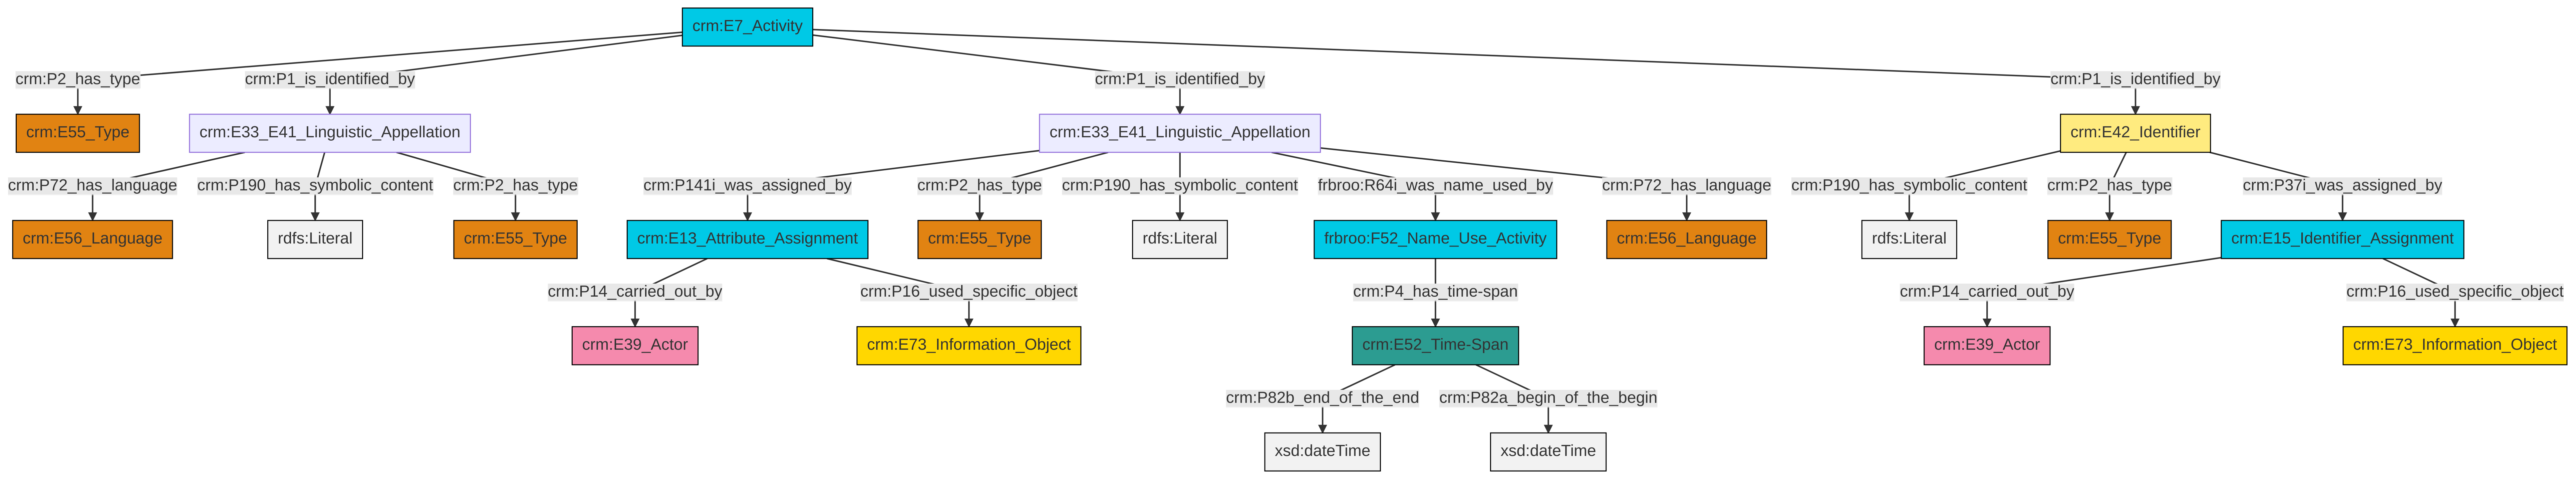 crm:E7_Activity
crm:P2_has_type
crm:P1_is_identified_by
crm:P1_is_identified_by
crm:P1_is_identified_by
crm:E55_Type
crm:E33_E41_Linguistic_Appellation
crm:E33_E41_Linguistic_Appellation
crm:E42_Identifier
crm:P72_has_language
crm:P190_has_symbolic_content
crm:P2_has_type
crm:P141i_was_assigned_by
crm:P2_has_type
crm:P190_has_symbolic_content
frbroo:R64i_was_name_used_by
crm:P72_has_language
crm:P190_has_symbolic_content
crm:P2_has_type
crm:P37i_was_assigned_by
crm:E56_Language
rdfs:Literal
crm:E55_Type
crm:E13_Attribute_Assignment
crm:E55_Type
rdfs:Literal
frbroo:F52_Name_Use_Activity
crm:E56_Language
rdfs:Literal
crm:E55_Type
crm:E15_Identifier_Assignment
crm:P14_carried_out_by
crm:P16_used_specific_object
crm:P4_has_time-span
crm:P14_carried_out_by
crm:P16_used_specific_object
crm:E39_Actor
crm:E73_Information_Object
crm:E52_Time-Span
crm:E39_Actor
crm:E73_Information_Object
crm:P82b_end_of_the_end
crm:P82a_begin_of_the_begin
xsd:dateTime
xsd:dateTime